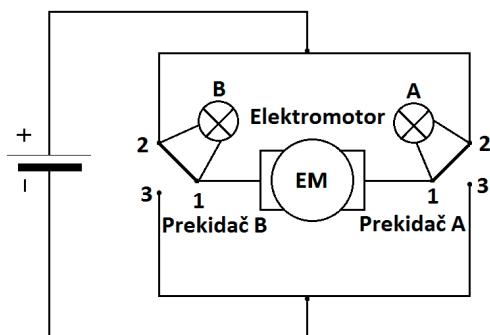 B
A
Elektromotor
+
2
2
EM
–
3
1
1
3
Prekidač B
Prekidač A